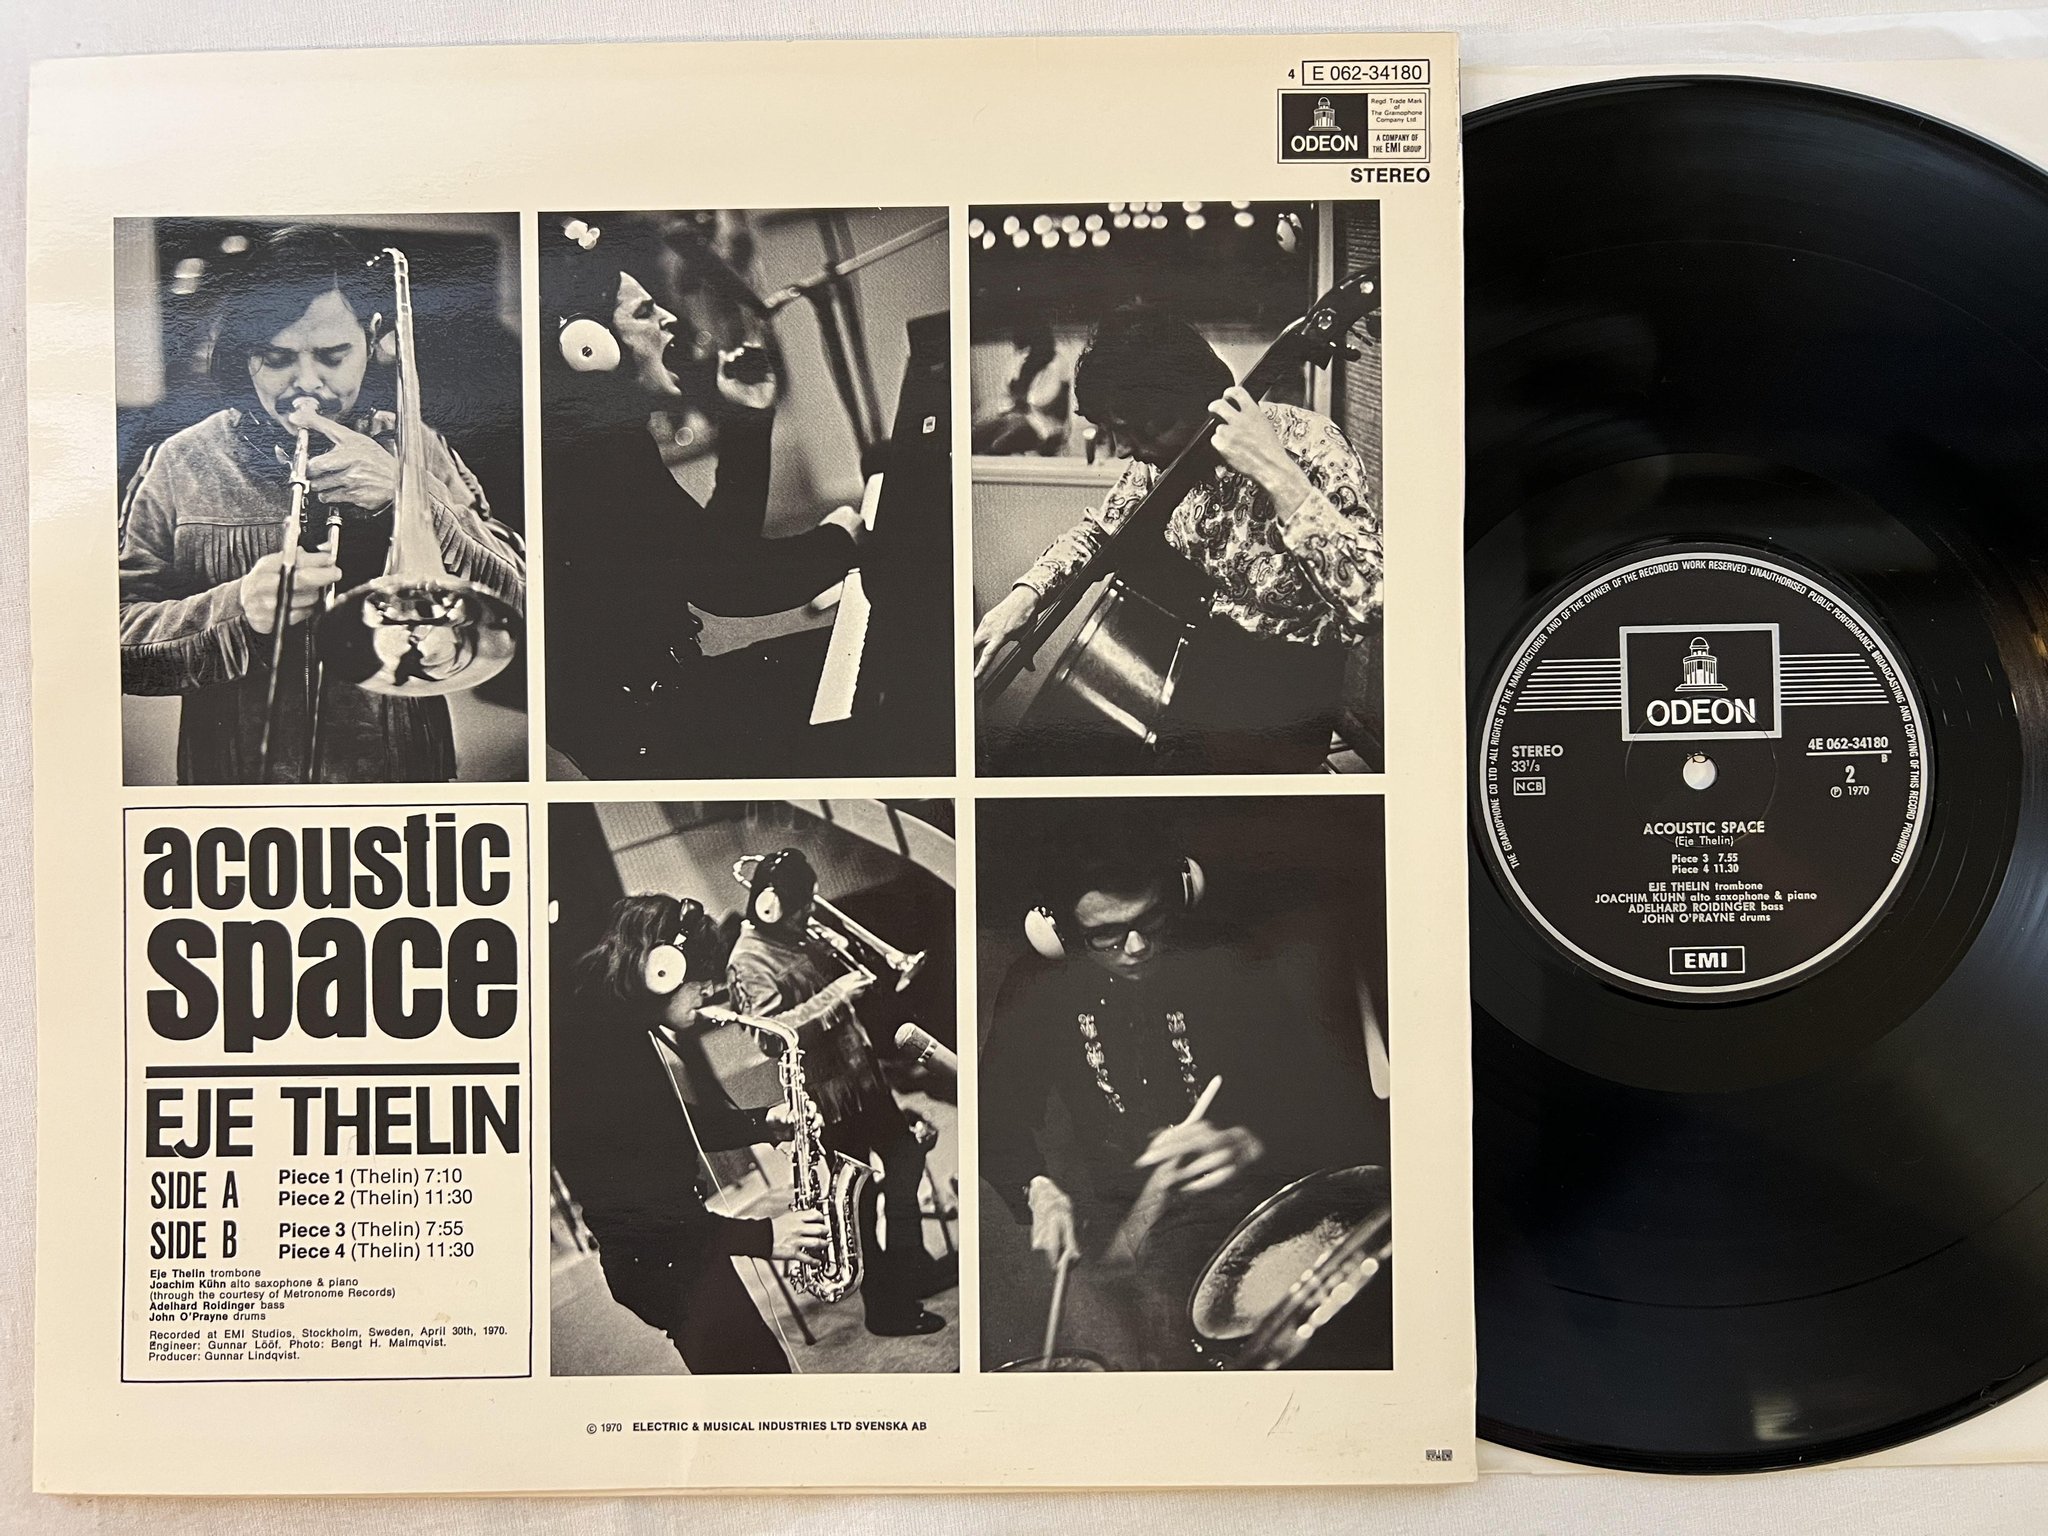 4 E 062-34180
ODEON
Regd Trade Mark
of
The Gramophone
Company Ltd.
A COMPANY OF
THE EMI GROUP
STEREO
acoustic
space
EJE THELIN
SIDE A
Piece 1 (Thelin) 7:10
Piece 2 (Thelin) 11:30
SIDE B
Piece 3 (Thelin) 7:55
Piece 4 (Thelin) 11:30
Eje Thelin trombone
Joachim Kühn alto saxophone & piano
(through the courtesy of Metronome Records)
Adelhard Roidinger bass
John O'Prayne drums
Recorded at EMI Studios, Stockholm, Sweden, April 30th, 1970.
Engineer: Gunnar Lööf. Photo: Bengt H. Malmqvist.
Producer: Gunnar Lindqvist.
© 1970 ELECTRIC & MUSICAL INDUSTRIES LTD SVENSKA AB
THE GRAMOPHONE CO LTD • ALL RIGHTS OF THE MANUFACTURER AND OF THE OWNER OF THE RECORDED WORK RESERVED • UNAUTHORISED PUBLIC PERFORMANCE BROADCASTING AND COPYING OF THIS RECORD PROHIBITED
ODEON
STEREO
33 1/3
NCB
4E 062-34180
B
2
℗ 1970
ACOUSTIC SPACE
(Eje Thelin)
Piece 3 7.55
Piece 4 11.30
EJE THELIN trombone
JOACHIM KUHN alto saxophone & piano
ADELHARD ROIDINGER bass
JOHN O'PRAYNE drums
EMI